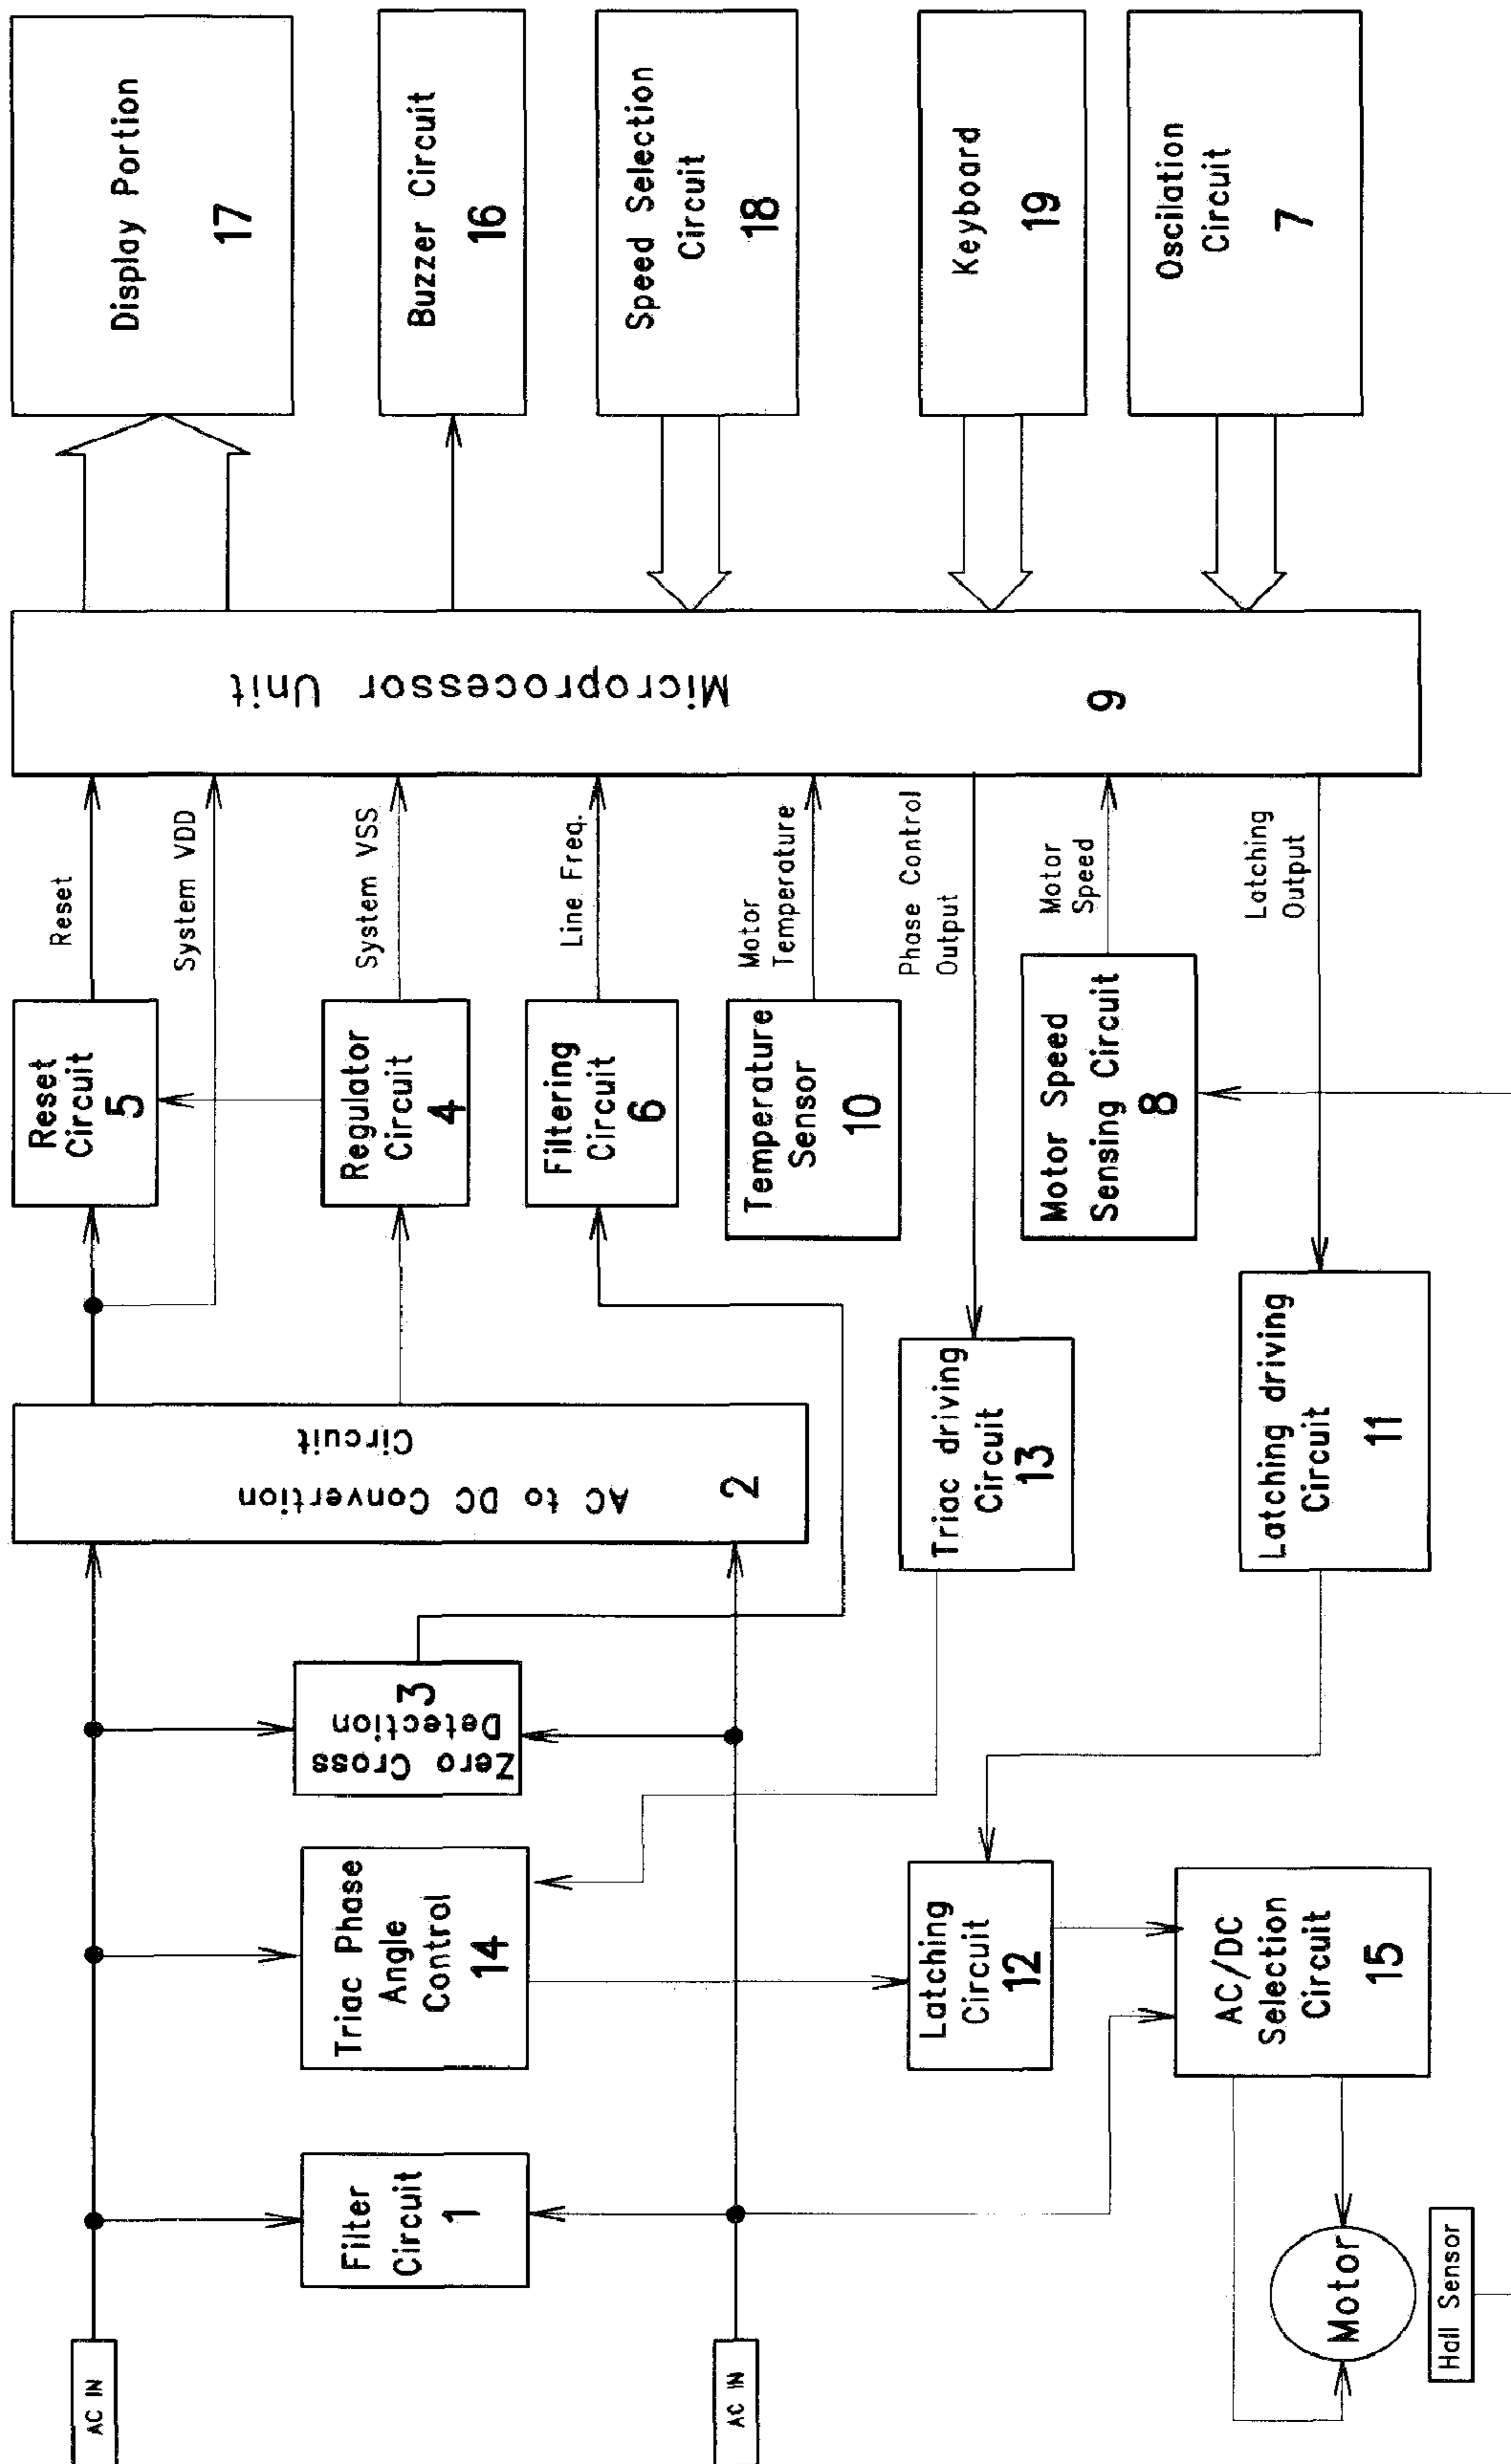 AC IN
AC IN
Filter
Circuit
1
Triac Phase
Angle
Control
14
Zero Cross
Detection
3
AC to DC Convertion
Circuit
2
Reset
Circuit
5
Regulator
Circuit
4
Filtering
Circuit
6
Temperature
Sensor
10
Motor Speed
Sensing Circuit
8
Triac driving
Circuit
13
Latching driving
Circuit
11
Latching
Circuit
12
AC/DC
Selection
Circuit
15
Motor
Hall Sensor
Reset
System VDD
System VSS
Line Freq.
Motor
Temperature
Phase Control
Output
Motor
Speed
Latching
Output
Microprocessor Unit
9
Display Portion
17
Buzzer Circuit
16
Speed Selection
Circuit
18
Keyboard
19
Oscilation
Circuit
7